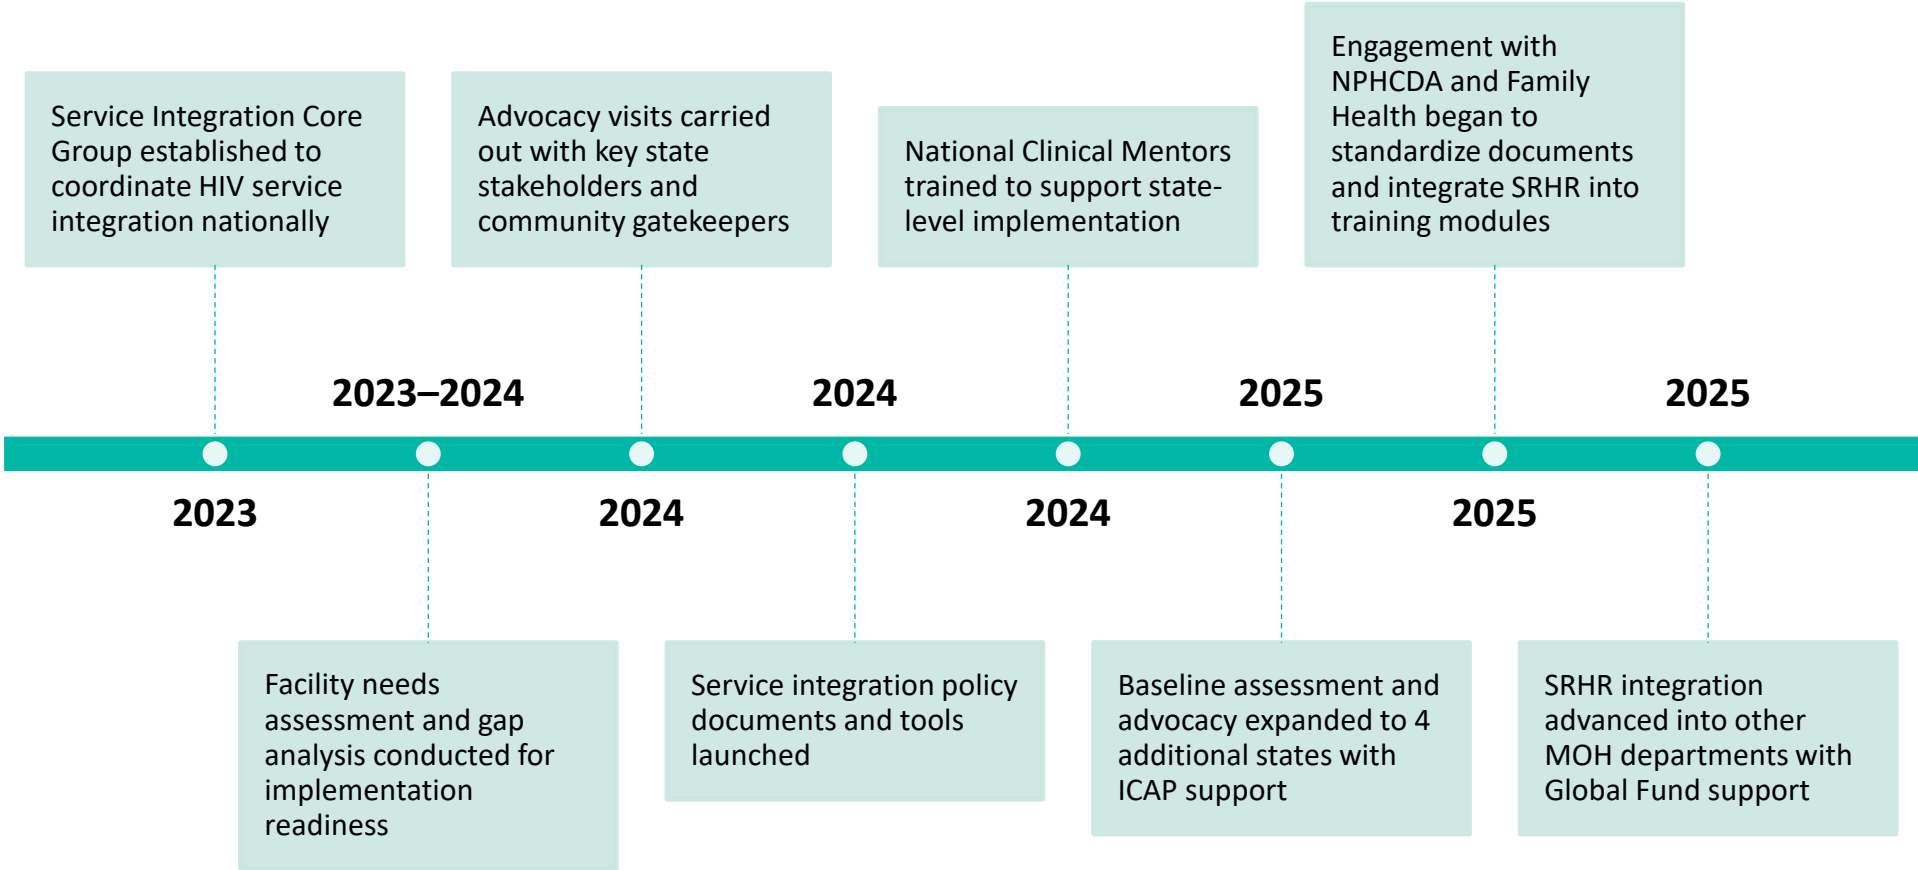 Service Integration Core
Group established to
coordinate HIV service
integration nationally
2023
2023–2024
Facility needs
assessment and gap
analysis conducted for
implementation
readiness
Advocacy visits carried
out with key state
stakeholders and
community gatekeepers
2024
2024
Service integration policy
documents and tools
launched
National Clinical Mentors
trained to support state-
level implementation
2024
2025
Baseline assessment and
advocacy expanded to 4
additional states with
ICAP support
Engagement with
NPHCDA and Family
Health began to
standardize documents
and integrate SRHR into
training modules
2025
2025
SRHR integration
advanced into other
MOH departments with
Global Fund support